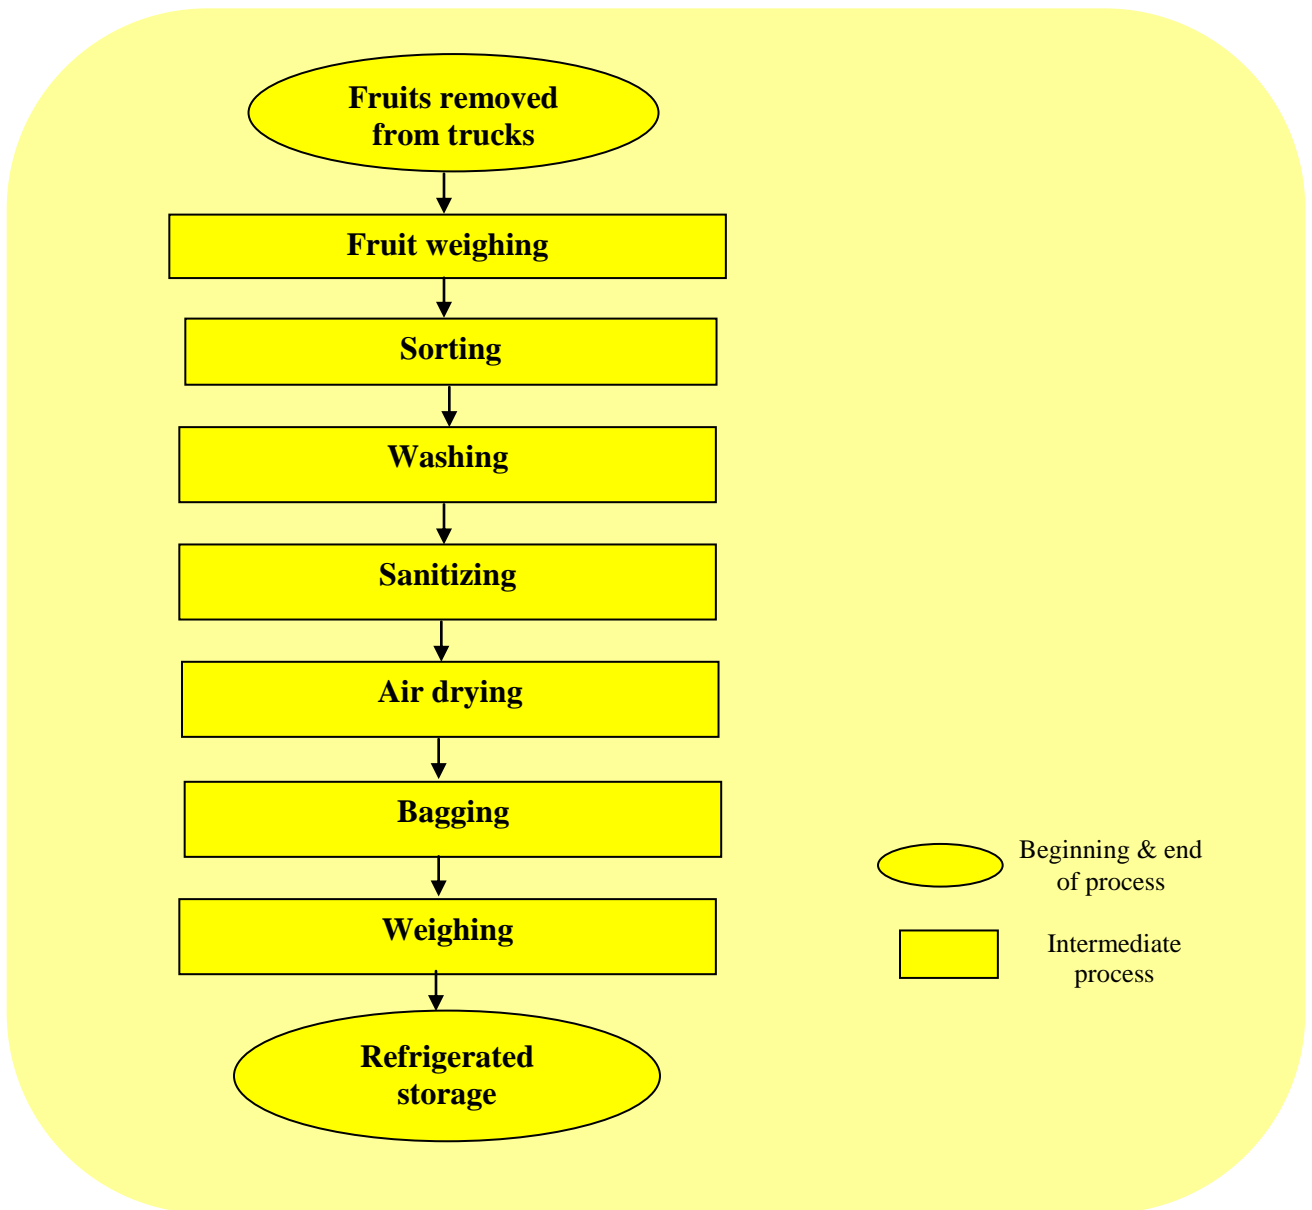 Fruits removed
from trucks
Fruit weighing
Sorting
Washing
Sanitizing
Air drying
Bagging
Weighing
Refrigerated
storage
Beginning & end
of process
Intermediate
process